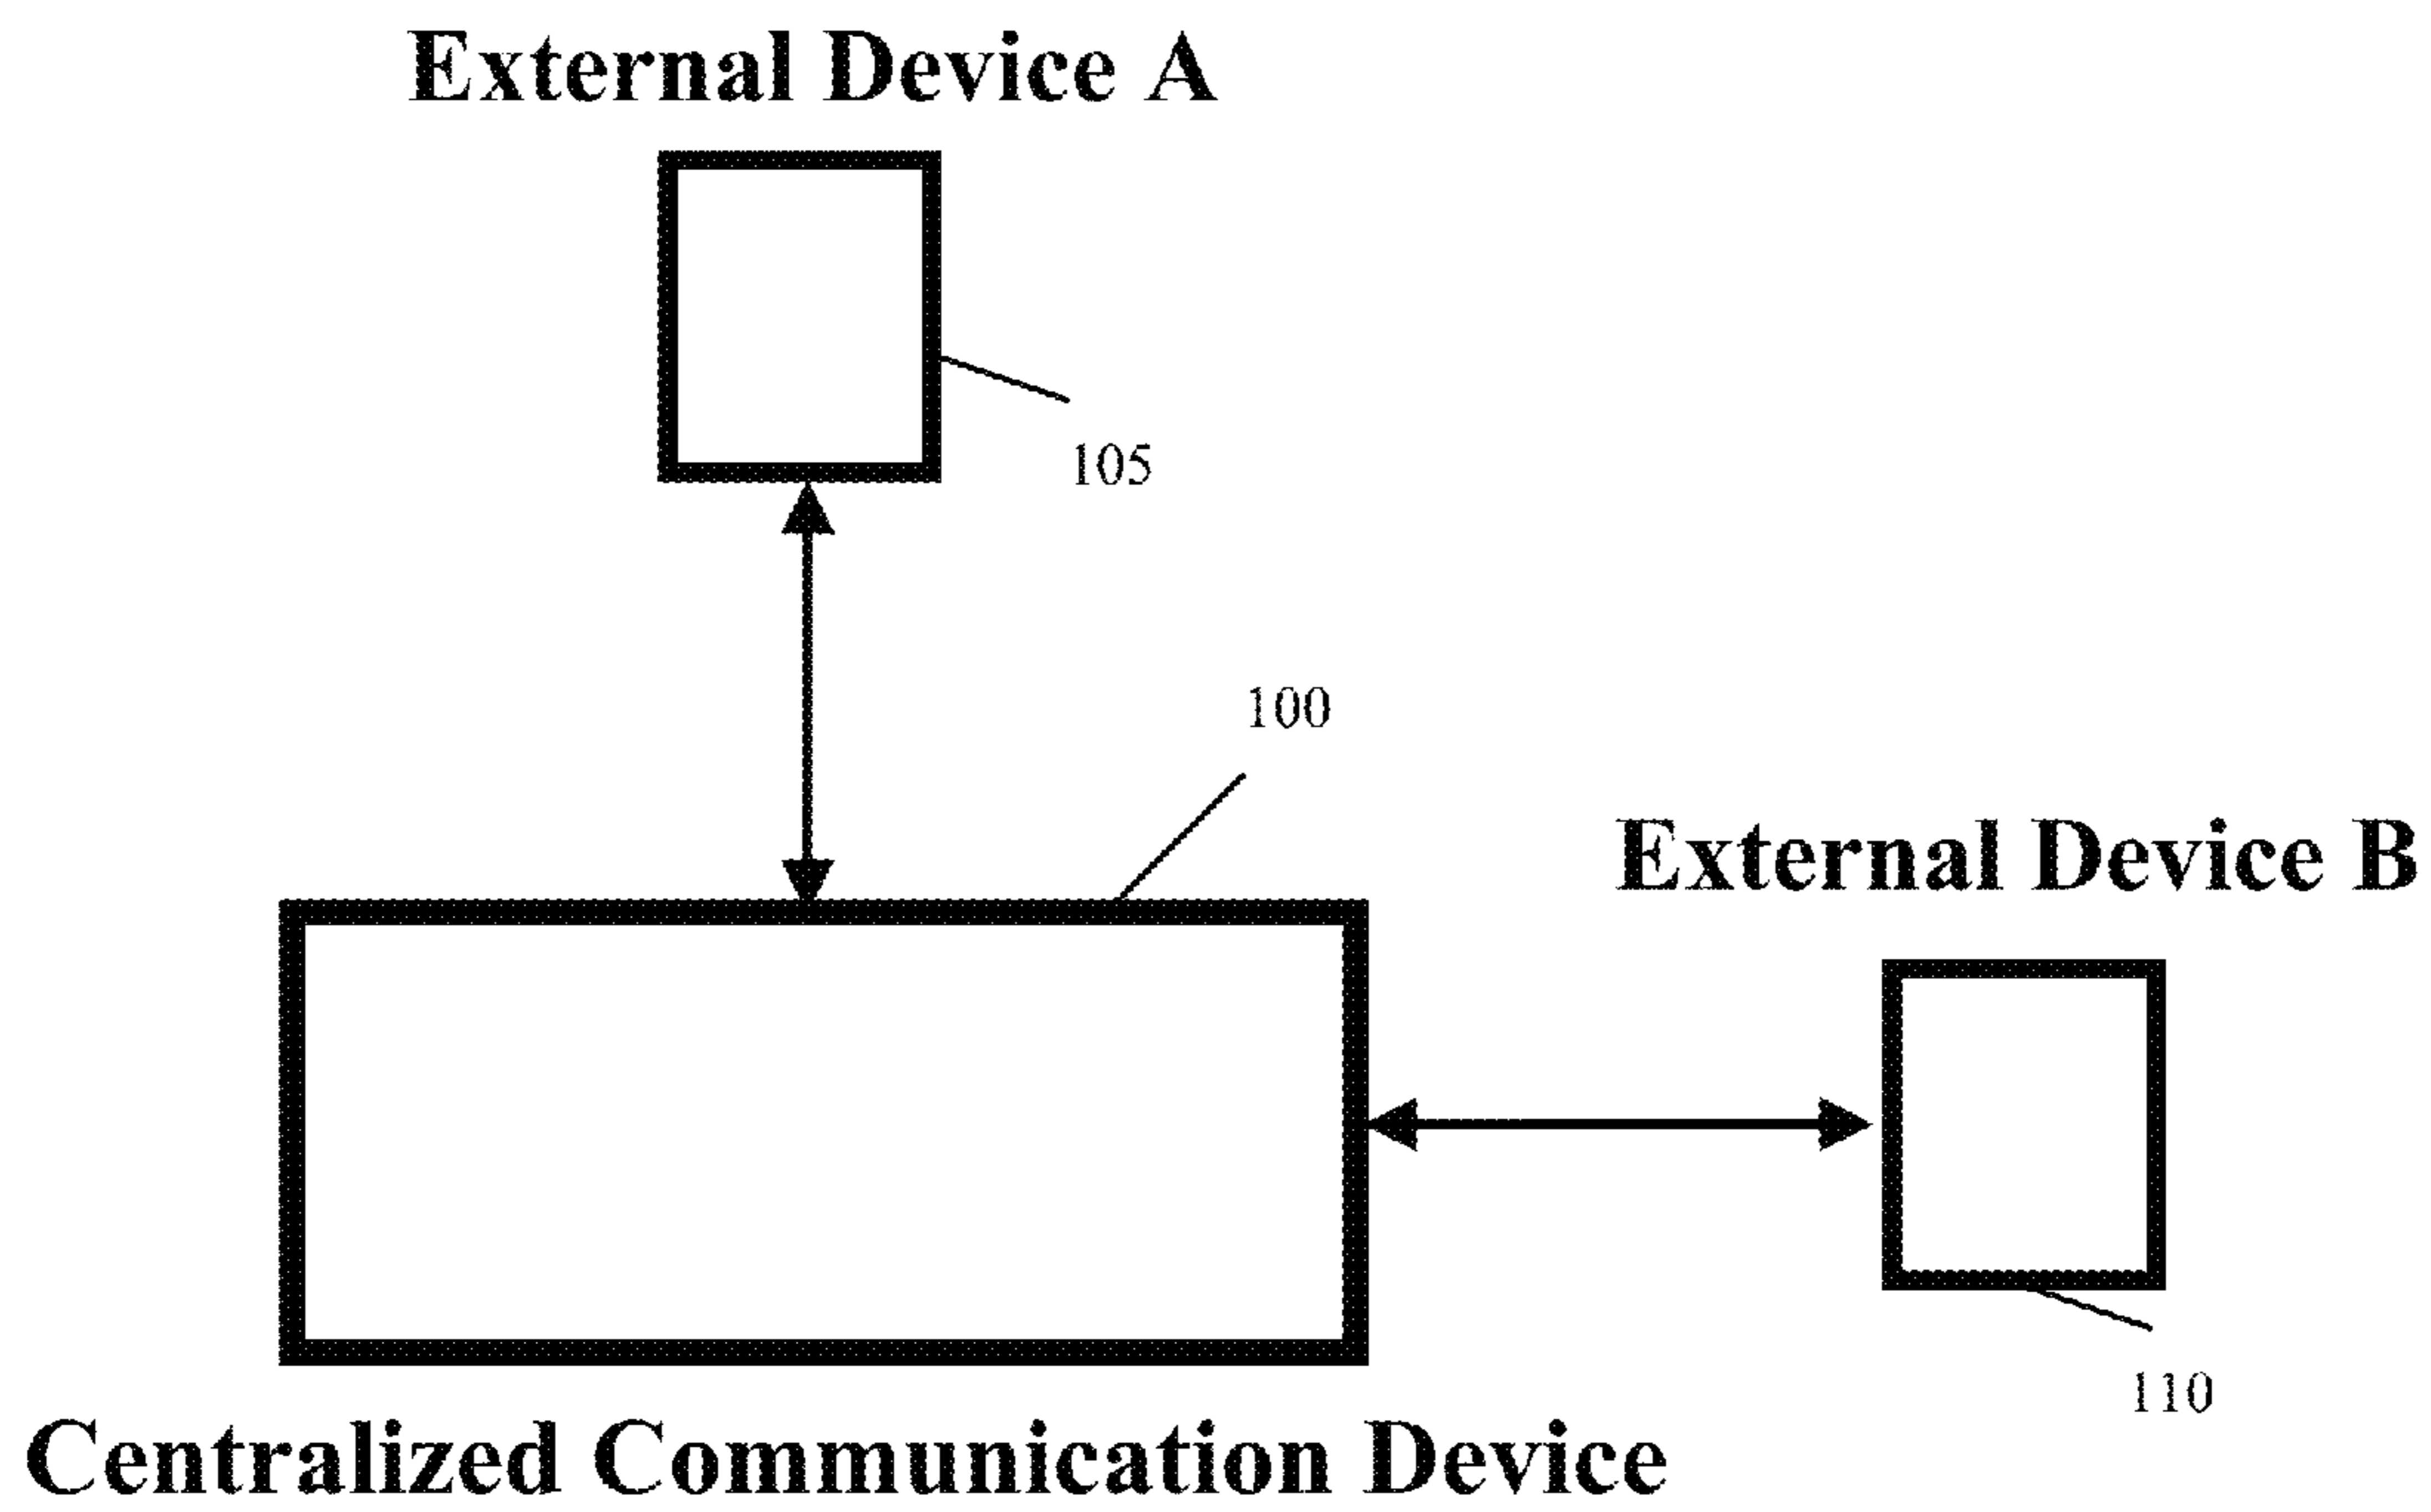 External Device A
105
100
External Device B
110
Centralized Communication Device